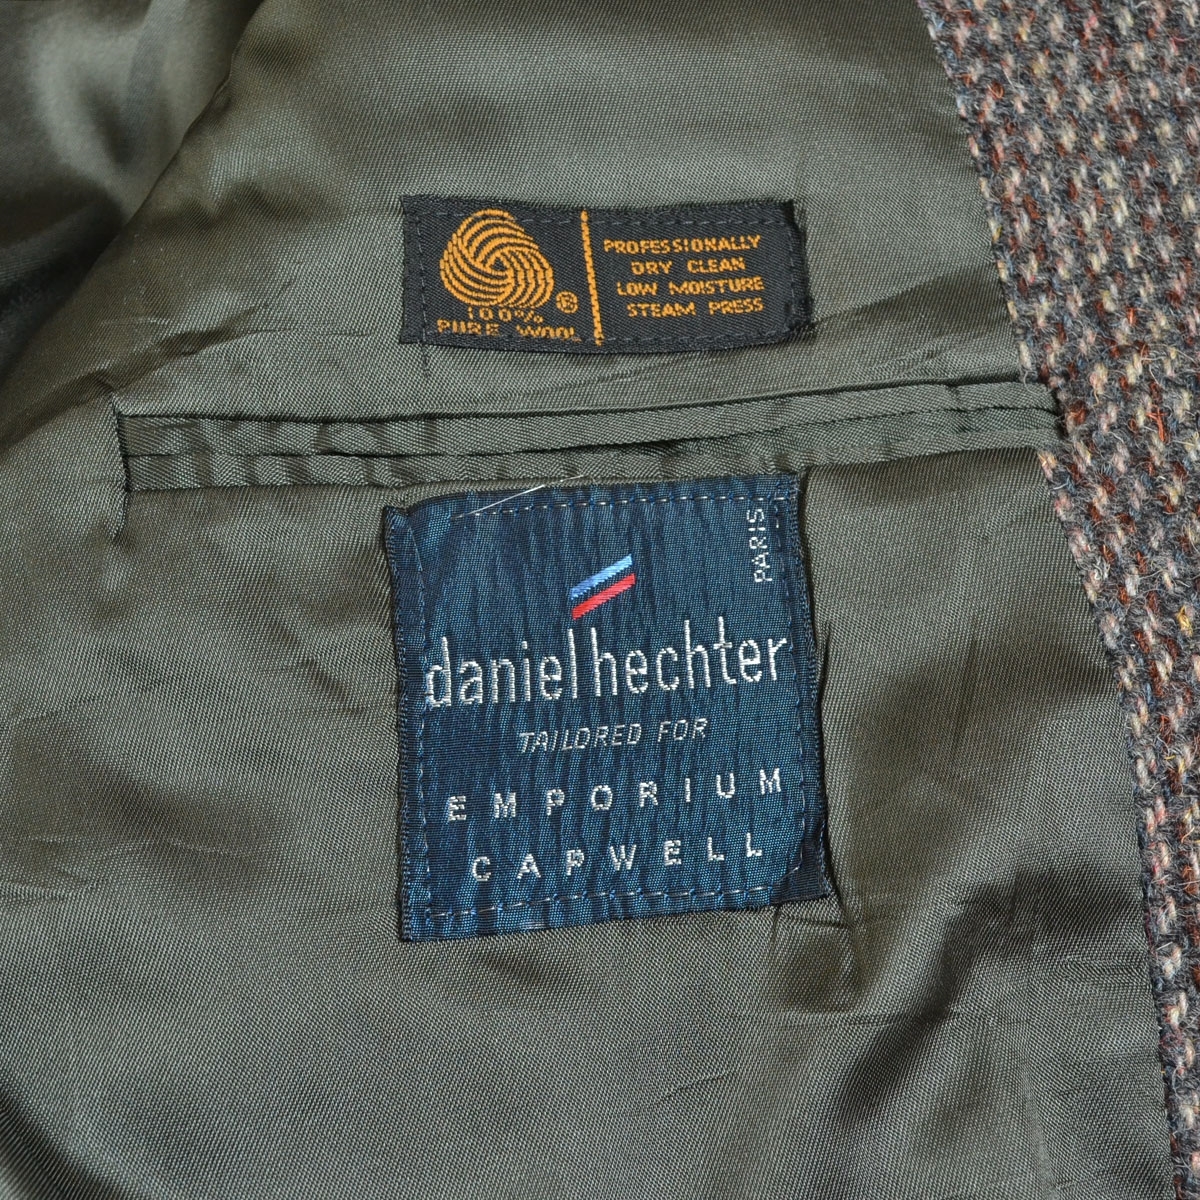 100%
PURE WOOL
®
PROFESSIONALLY
DRY CLEAN
LOW MOISTURE
STEAM PRESS
PARIS
daniel hechter
TAILORED FOR
EMPORIUM
CAPWELL